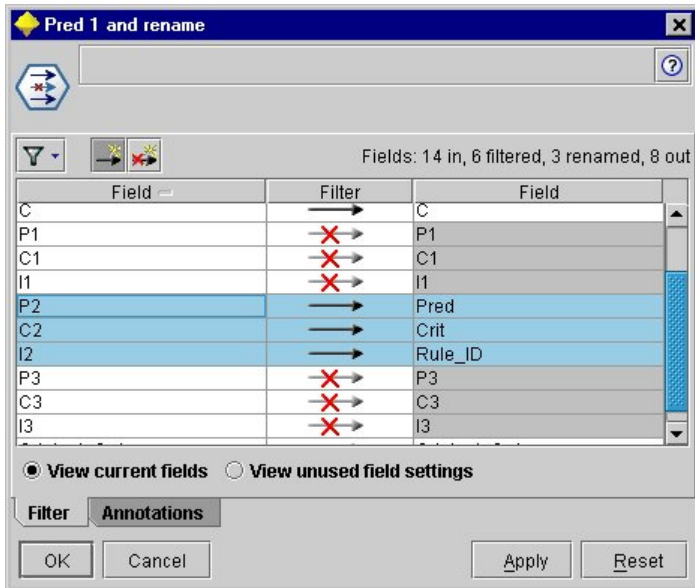 Pred 1 and rename
Fields: 14 in, 6 filtered, 3 renamed, 8 out
Field Filter Field
C C
P1 P1
C1 C1
I1 I1
P2 Pred
C2 Crit
I2 Rule_ID
P3 P3
C3 C3
I3 I3
View current fields View unused field settings
Filter Annotations
OK Cancel Apply Reset